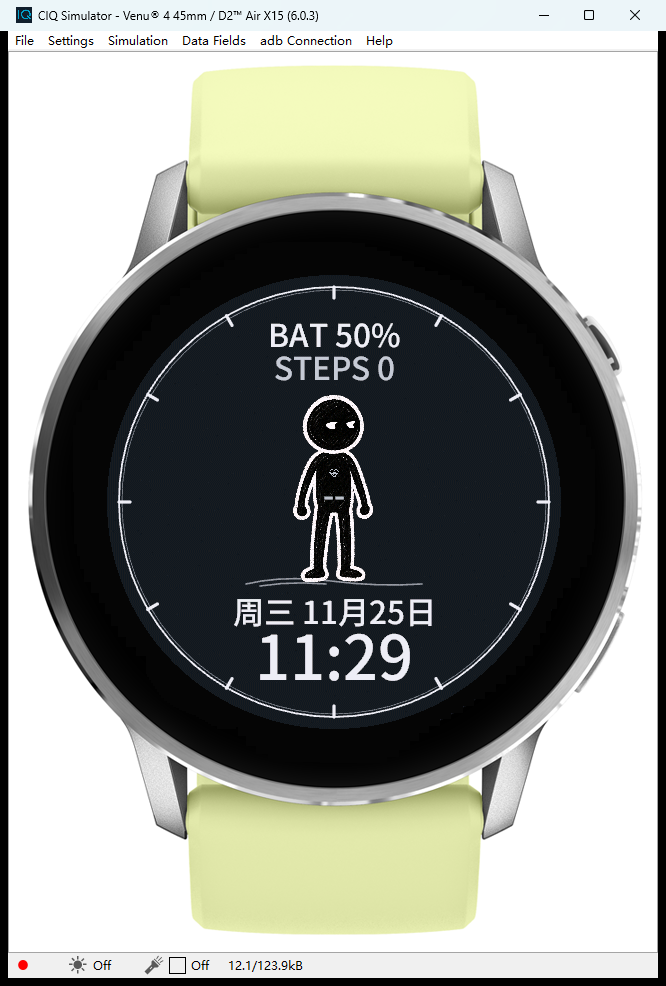 CIQ Simulator - Venu® 4 45mm / D2™ Air X15 (6.0.3)
File Settings Simulation Data Fields adb Connection Help
BAT 50%
STEPS 0
周三 11月25日
11:29
Off Off 12.1/123.9kB